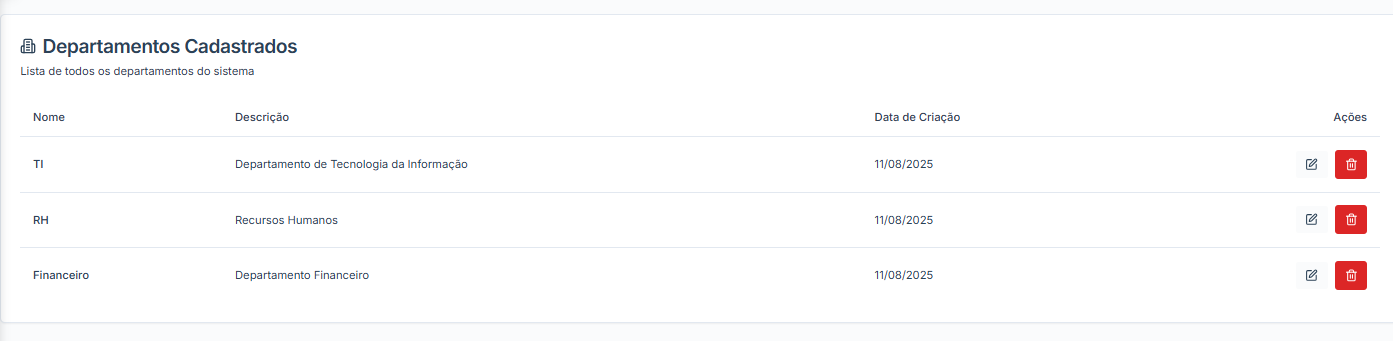 Departamentos Cadastrados
Lista de todos os departamentos do sistema
Nome Descrição Data de Criação Ações
TI Departamento de Tecnologia da Informação 11/08/2025
RH Recursos Humanos 11/08/2025
Financeiro Departamento Financeiro 11/08/2025